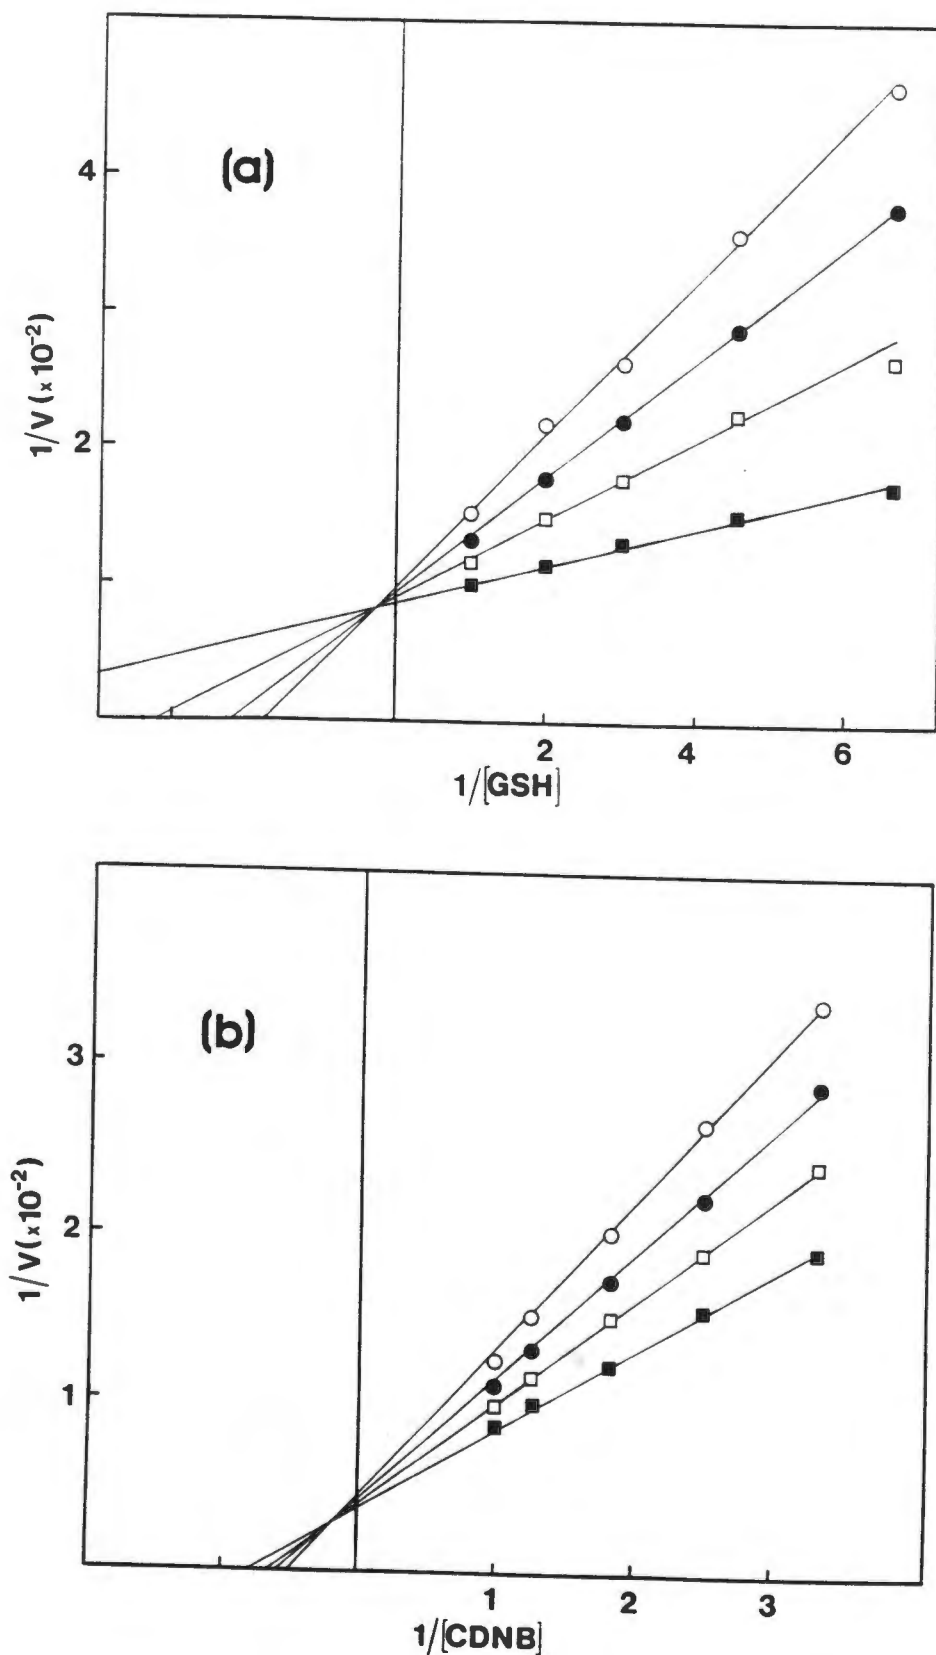 (a)
4
2
1/V (x10⁻²)
2 4 6
1/[GSH]
(b)
3
2
1
1/V (x10⁻²)
1 2 3
1/[CDNB]